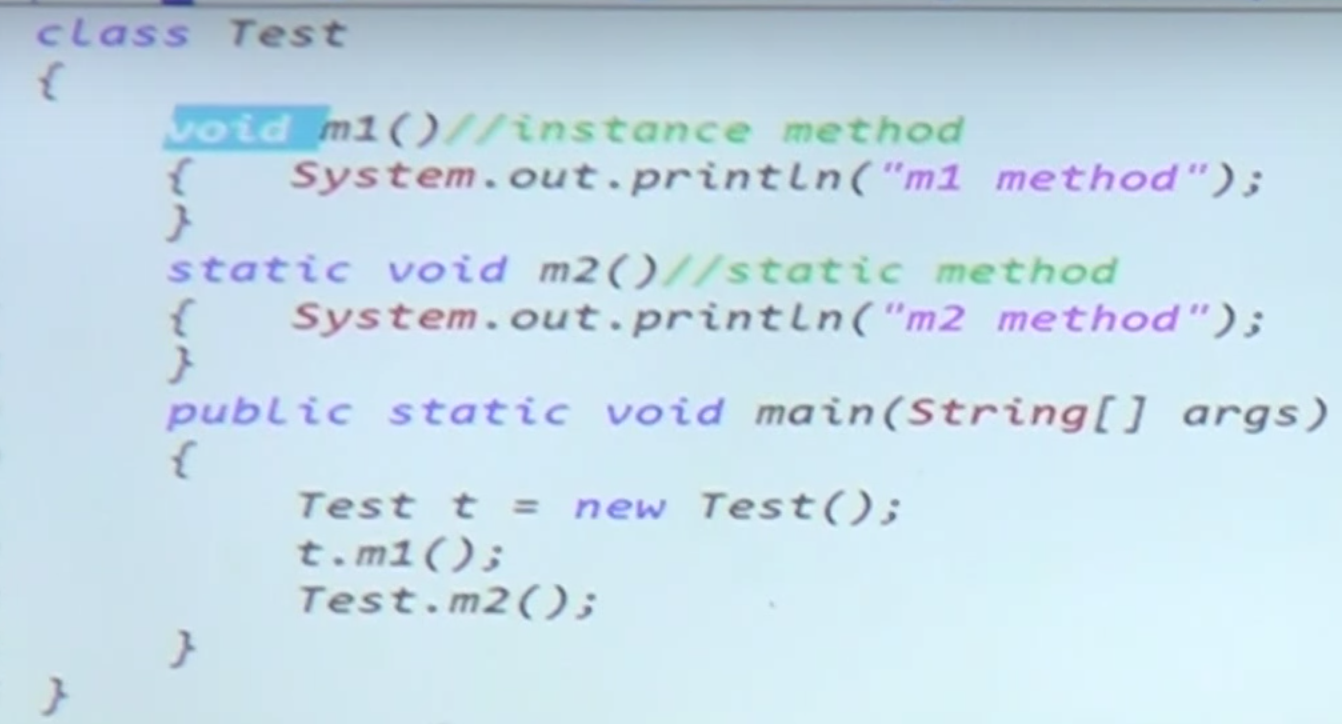 class Test
{
void m1()//instance method
{ System.out.println("m1 method");
}
static void m2()//static method
{ System.out.println("m2 method");
}
public static void main(String[] args)
{
Test t = new Test();
t.m1();
Test.m2();
}
}